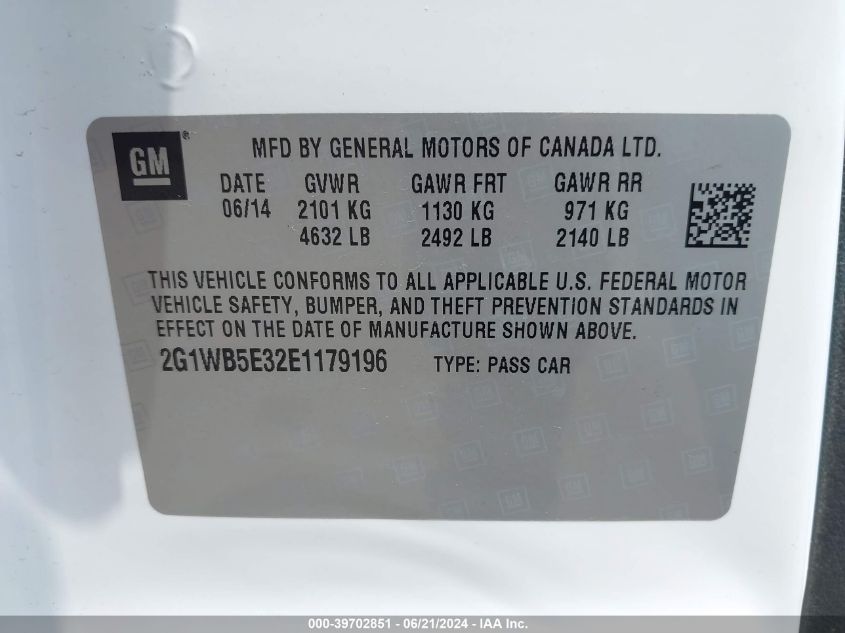 GM®
MFD BY GENERAL MOTORS OF CANADA LTD.
DATE GVWR GAWR FRT GAWR RR
06/14 2101 KG 1130 KG 971 KG
4632 LB 2492 LB 2140 LB
THIS VEHICLE CONFORMS TO ALL APPLICABLE U.S. FEDERAL MOTOR
VEHICLE SAFETY, BUMPER, AND THEFT PREVENTION STANDARDS IN
EFFECT ON THE DATE OF MANUFACTURE SHOWN ABOVE.
2G1WB5E32E1179196 TYPE: PASS CAR
000-39702851 - 06/21/2024 - IAA Inc.